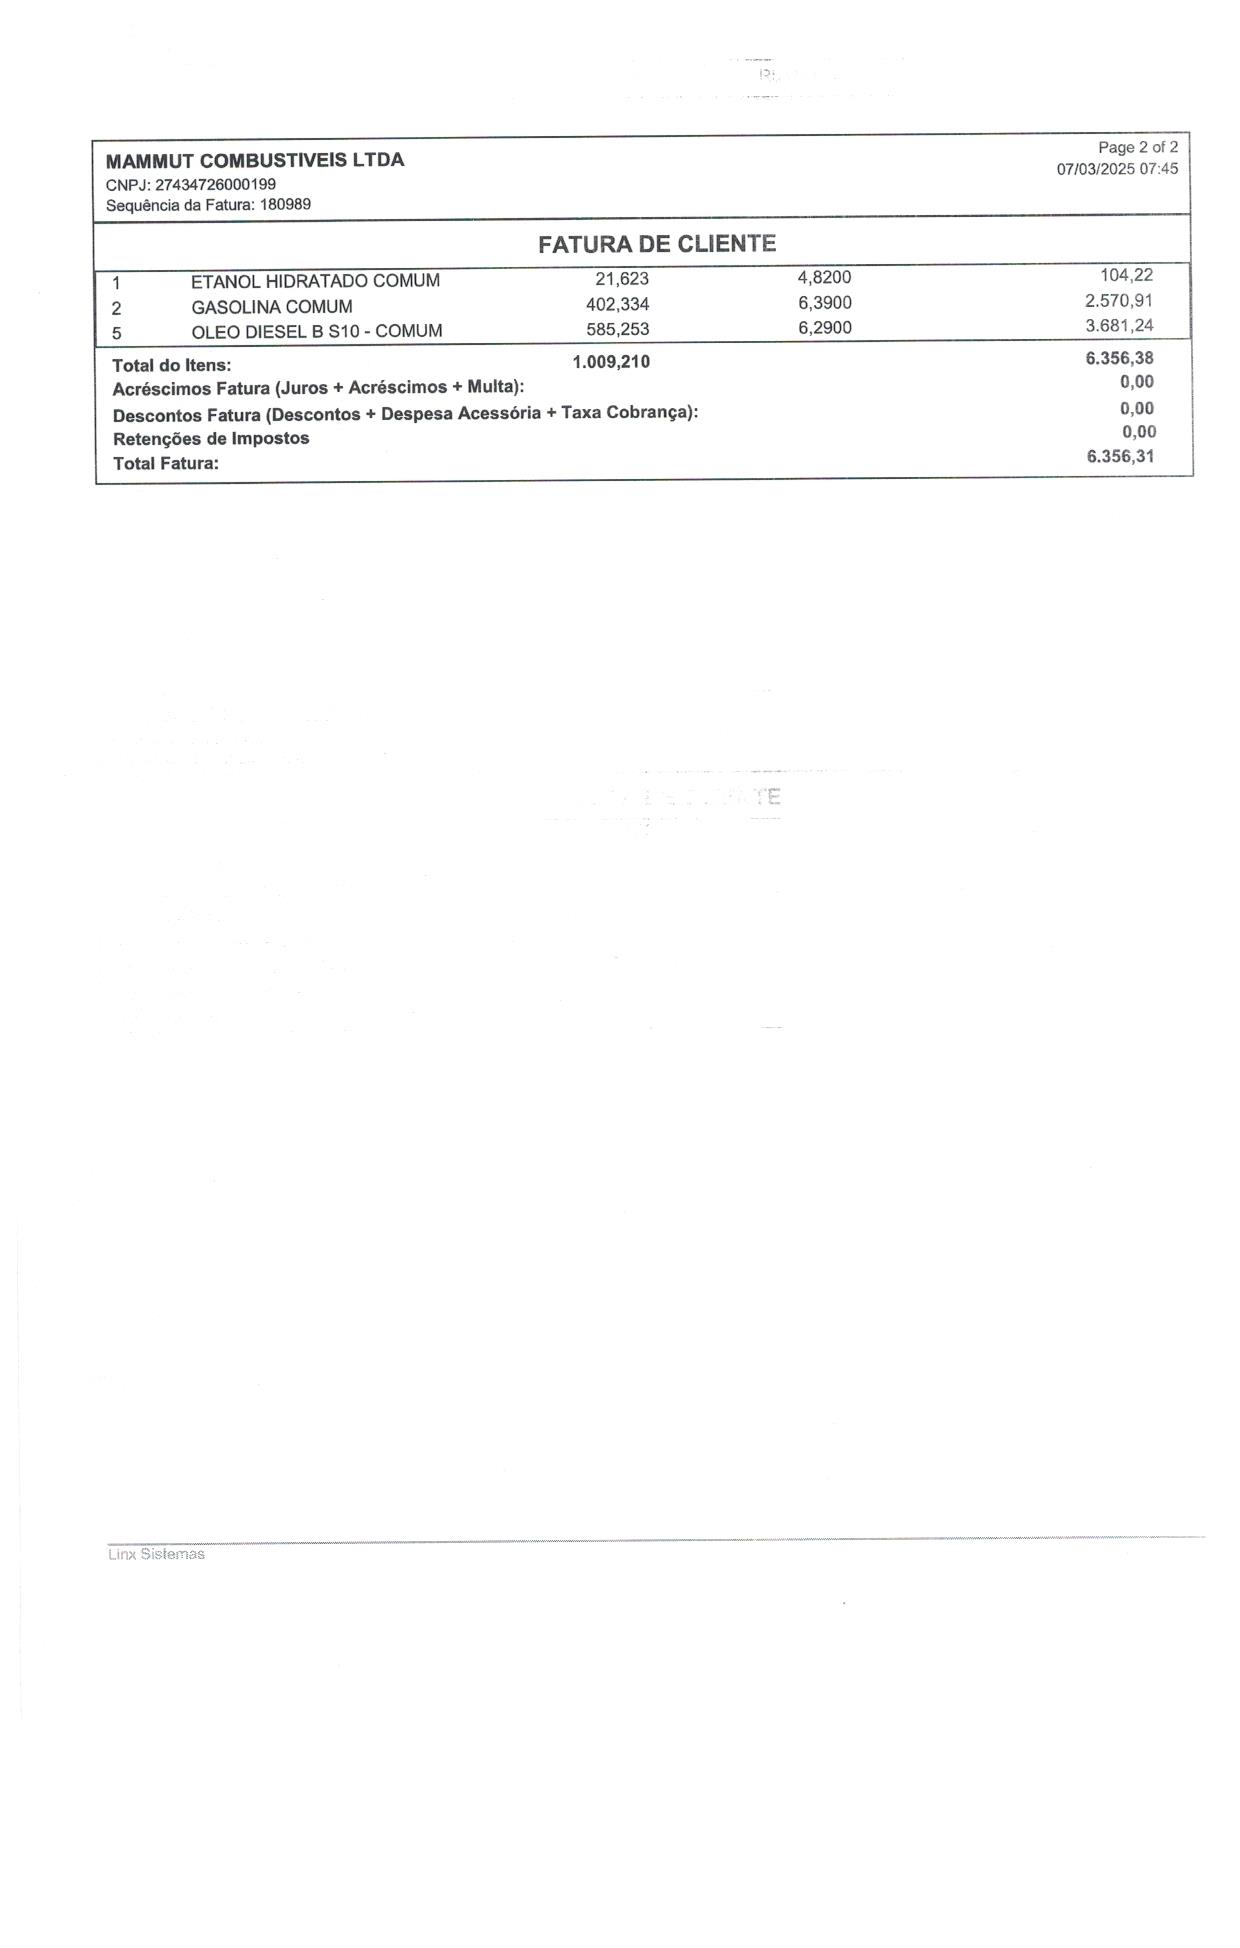 Page 2 of 2
MAMMUT COMBUSTIVEIS LTDA
07/03/2025 07:45
CNPJ: 27434726000199
Sequência da Fatura: 180989
FATURA DE CLIENTE
1 ETANOL HIDRATADO COMUM 21,623 4,8200 104,22
2 GASOLINA COMUM 402,334 6,3900 2.570,91
5 OLEO DIESEL B S10 - COMUM 585,253 6,2900 3.681,24
Total do Itens: 1.009,210 6.356,38
Acréscimos Fatura (Juros + Acréscimos + Multa): 0,00
Descontos Fatura (Descontos + Despesa Acessória + Taxa Cobrança): 0,00
Retenções de Impostos 0,00
Total Fatura: 6.356,31
Linx Sistemas